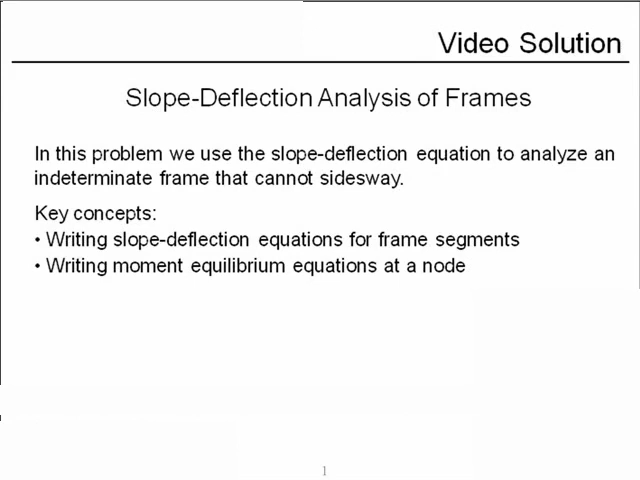 Video Solution
Slope-Deflection Analysis of Frames
In this problem we use the slope-deflection equation to analyze an
indeterminate frame that cannot sidesway.
Key concepts:
• Writing slope-deflection equations for frame segments
• Writing moment equilibrium equations at a node
1